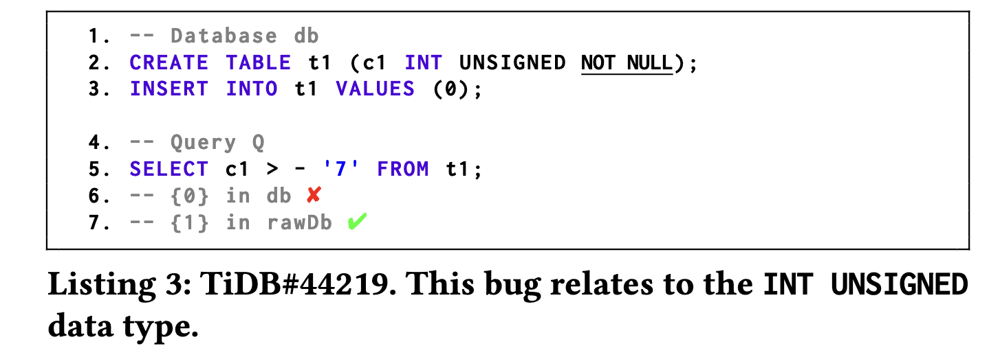 1. -- Database db
2. CREATE TABLE t1 (c1 INT UNSIGNED NOT NULL);
3. INSERT INTO t1 VALUES (0);
4. -- Query Q
5. SELECT c1 > - '7' FROM t1;
6. -- {0} in db ✘
7. -- {1} in rawDb ✔
Listing 3: TiDB#44219. This bug relates to the INT UNSIGNED
data type.